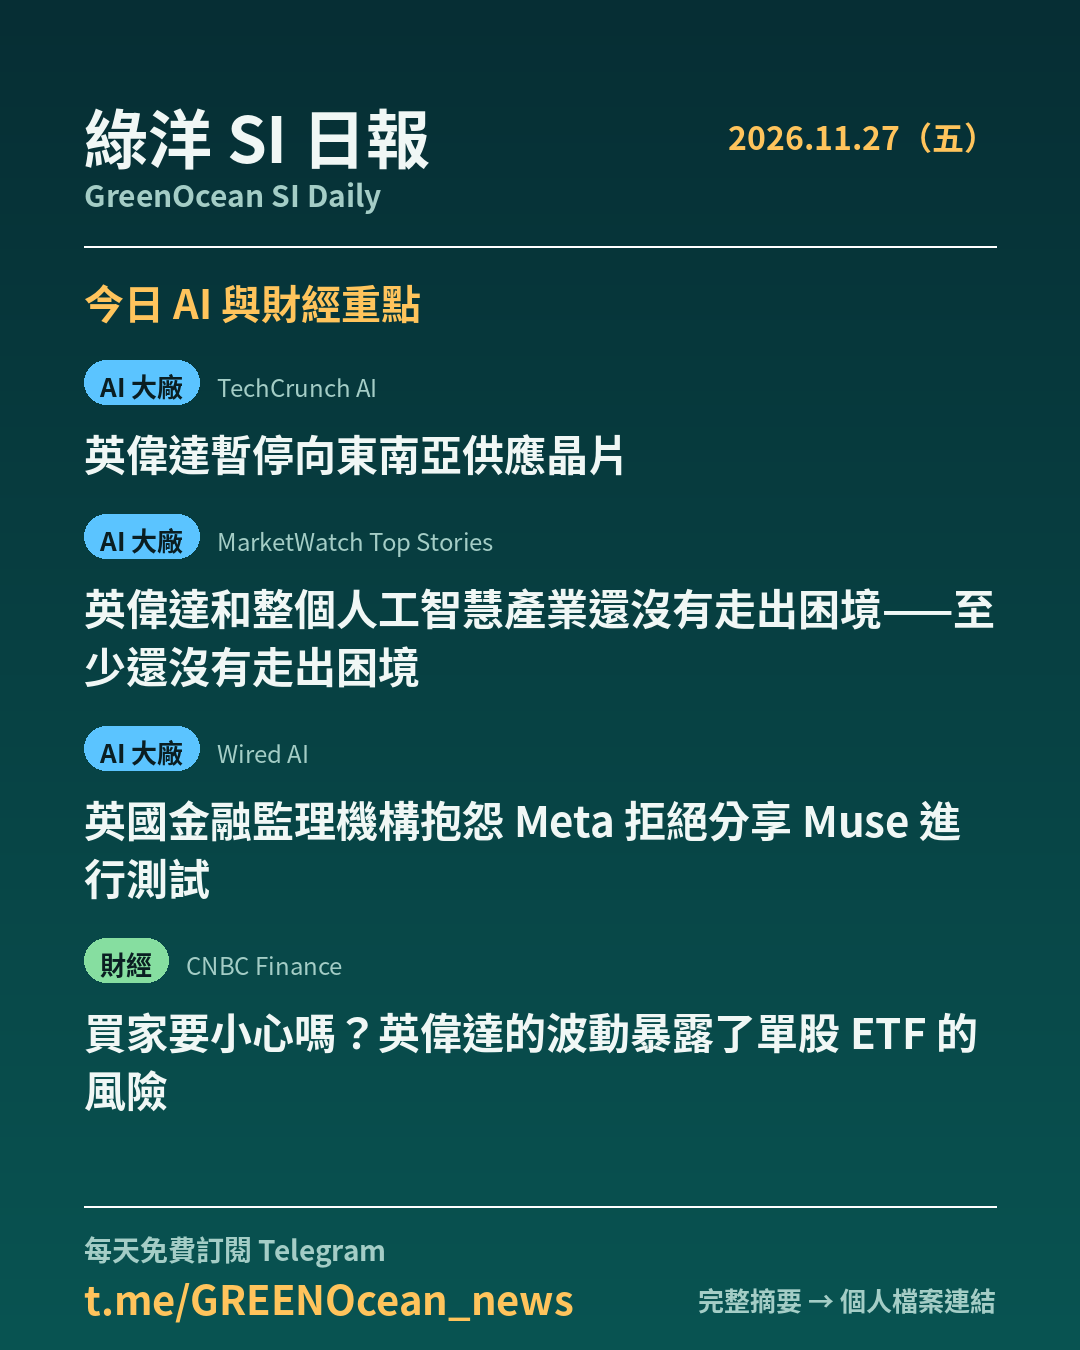 綠洋 SI 日報
2026.11.27（五）
GreenOcean SI Daily
今日 AI 與財經重點
AI 大廠 TechCrunch AI
英偉達暫停向東南亞供應晶片
AI 大廠 MarketWatch Top Stories
英偉達和整個人工智慧產業還沒有走出困境——至
少還沒有走出困境
AI 大廠 Wired AI
英國金融監理機構抱怨 Meta 拒絕分享 Muse 進
行測試
財經 CNBC Finance
買家要小心嗎？英偉達的波動暴露了單股 ETF 的
風險
每天免費訂閱 Telegram
t.me/GREENOcean_news
完整摘要 → 個人檔案連結